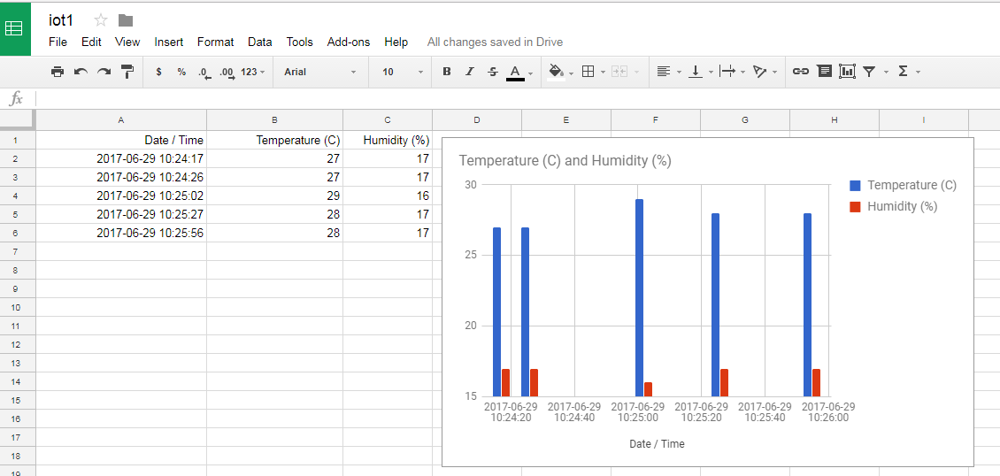 iot1
File Edit View Insert Format Data Tools Add-ons Help All changes saved in Drive
$ % .0 .00 123 Arial 10 B I S A Σ
fx
A B C D E F G H I
1 Date / Time Temperature (C) Humidity (%)
2 2017-06-29 10:24:17 27 17
3 2017-06-29 10:24:26 27 17
4 2017-06-29 10:25:02 29 16
5 2017-06-29 10:25:27 28 17
6 2017-06-29 10:25:56 28 17
7
8
9
10
11
12
13
14
15
16
17
18
19
Temperature (C) and Humidity (%)
Temperature (C)
Humidity (%)
30
25
20
15
2017-06-29 2017-06-29 2017-06-29 2017-06-29 2017-06-29 2017-06-29
10:24:20 10:24:40 10:25:00 10:25:20 10:25:40 10:26:00
Date / Time